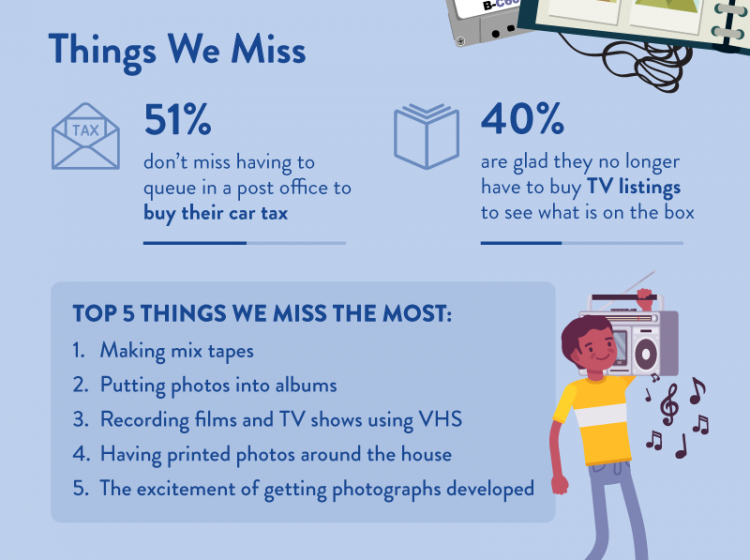 B-C60
Things We Miss
TAX
51%
don't miss having to
queue in a post office to
buy their car tax
40%
are glad they no longer
have to buy TV listings
to see what is on the box
TOP 5 THINGS WE MISS THE MOST:
1. Making mix tapes
2. Putting photos into albums
3. Recording films and TV shows using VHS
4. Having printed photos around the house
5. The excitement of getting photographs developed